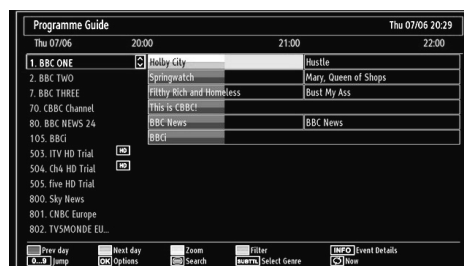 Programme Guide Thu 07/06 20:29
Thu 07/06 20:00 21:00 22:00
1. BBC ONE Holby City Hustle
2. BBC TWO Springwatch Mary, Queen of Shops
7. BBC THREE Filthy Rich and Homeless Bust My Ass
70. CBBC Channel This is CBBC!
80. BBC NEWS 24 BBC News BBC News
105. BBCi BBCi
503. ITV HD Trial HD
504. Ch4 HD Trial HD
505. five HD Trial
800. Sky News
801. CNBC Europe
802. TV5MONDE EU...
Prev day Next day Zoom Filter INFO Event Details
0...9 Jump OK Options Search SUBTTL Select Genre Now